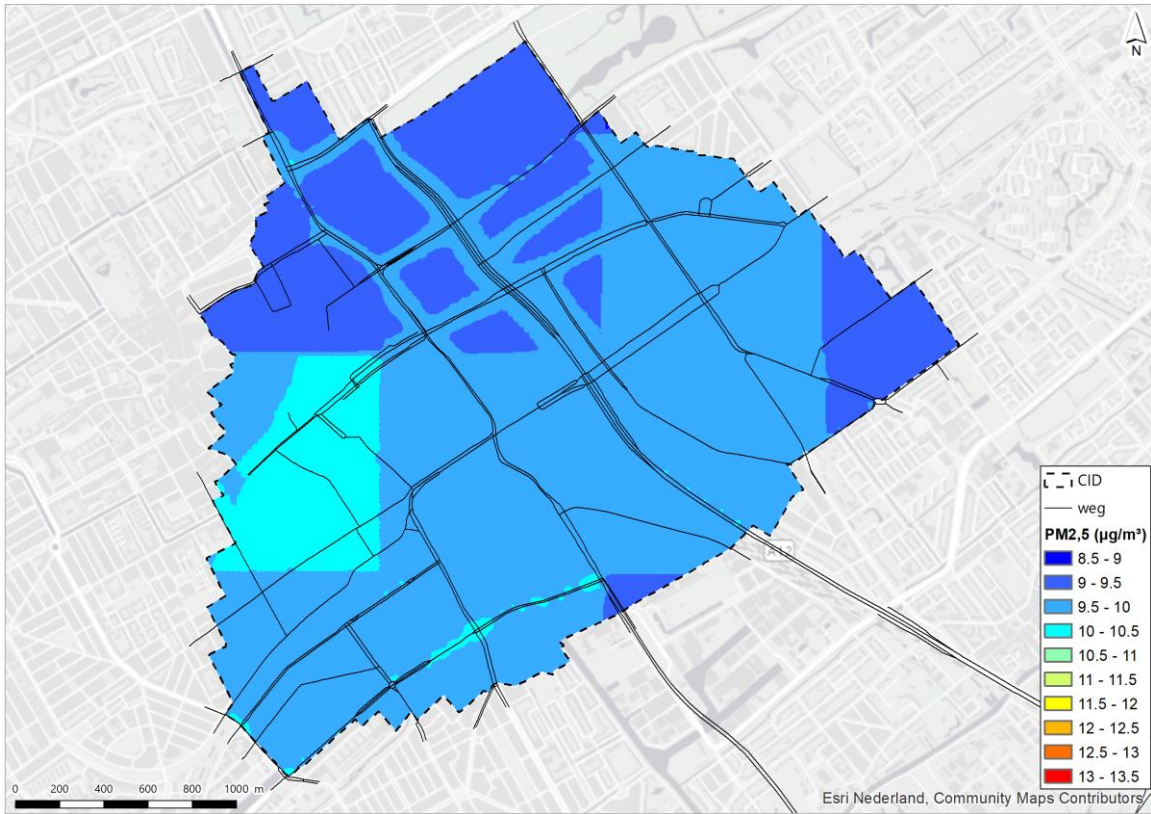 N
CID
weg
PM2,5 (µg/m³)
8.5 - 9
9 - 9.5
9.5 - 10
10 - 10.5
10.5 - 11
11 - 11.5
11.5 - 12
12 - 12.5
12.5 - 13
13 - 13.5
A12
0 200 400 600 800 1000 m
Esri Nederland, Community Maps Contributors